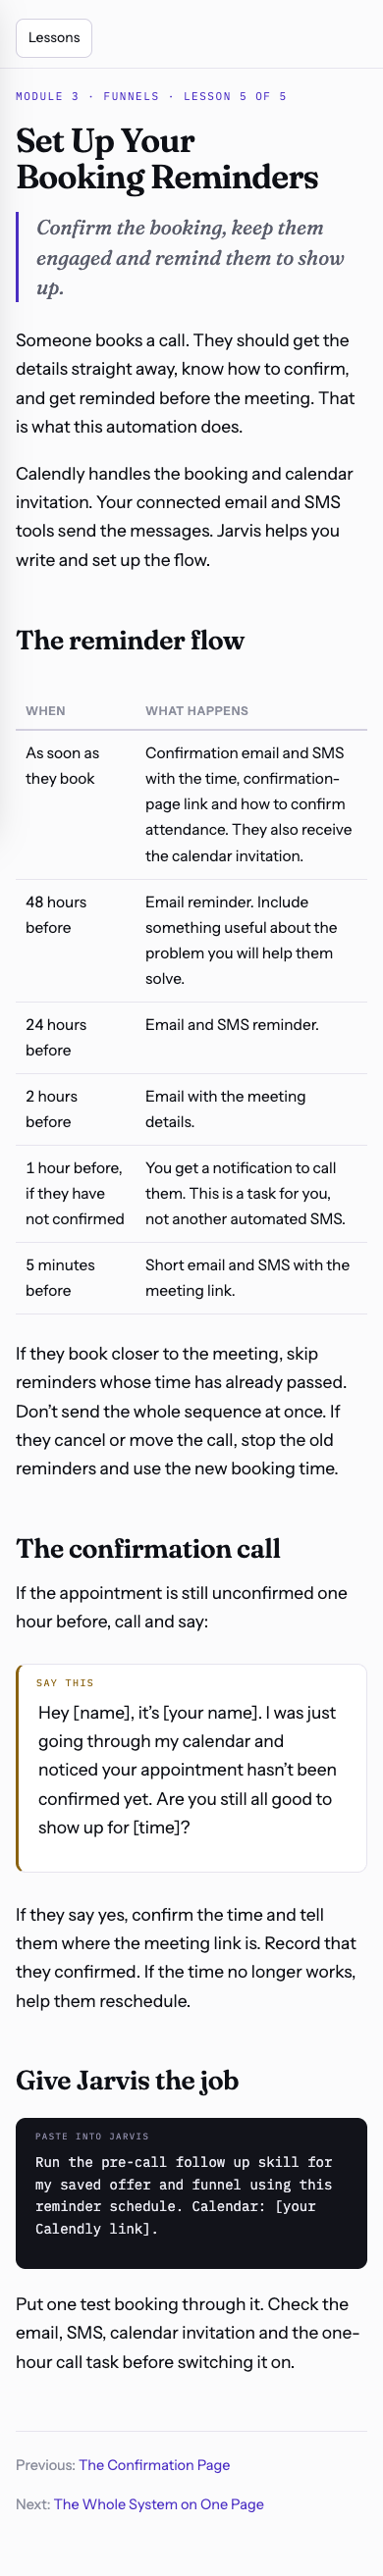 Lessons
MODULE 3 · FUNNELS · LESSON 5 OF 5
Set Up Your
Booking Reminders
Confirm the booking, keep them
engaged and remind them to show
up.
Someone books a call. They should get the
details straight away, know how to confirm,
and get reminded before the meeting. That
is what this automation does.
Calendly handles the booking and calendar
invitation. Your connected email and SMS
tools send the messages. Jarvis helps you
write and set up the flow.
The reminder flow
WHEN WHAT HAPPENS
As soon as
they book
Confirmation email and SMS
with the time, confirmation-
page link and how to confirm
attendance. They also receive
the calendar invitation.
48 hours
before
Email reminder. Include
something useful about the
problem you will help them
solve.
24 hours
before
Email and SMS reminder.
2 hours
before
Email with the meeting
details.
1 hour before,
if they have
not confirmed
You get a notification to call
them. This is a task for you,
not another automated SMS.
5 minutes
before
Short email and SMS with the
meeting link.
If they book closer to the meeting, skip
reminders whose time has already passed.
Don’t send the whole sequence at once. If
they cancel or move the call, stop the old
reminders and use the new booking time.
The confirmation call
If the appointment is still unconfirmed one
hour before, call and say:
SAY THIS
Hey [name], it’s [your name]. I was just
going through my calendar and
noticed your appointment hasn’t been
confirmed yet. Are you still all good to
show up for [time]?
If they say yes, confirm the time and tell
them where the meeting link is. Record that
they confirmed. If the time no longer works,
help them reschedule.
Give Jarvis the job
PASTE INTO JARVIS
Run the pre-call follow up skill for
my saved offer and funnel using this
reminder schedule. Calendar: [your
Calendly link].
Put one test booking through it. Check the
email, SMS, calendar invitation and the one-
hour call task before switching it on.
Previous: The Confirmation Page
Next: The Whole System on One Page